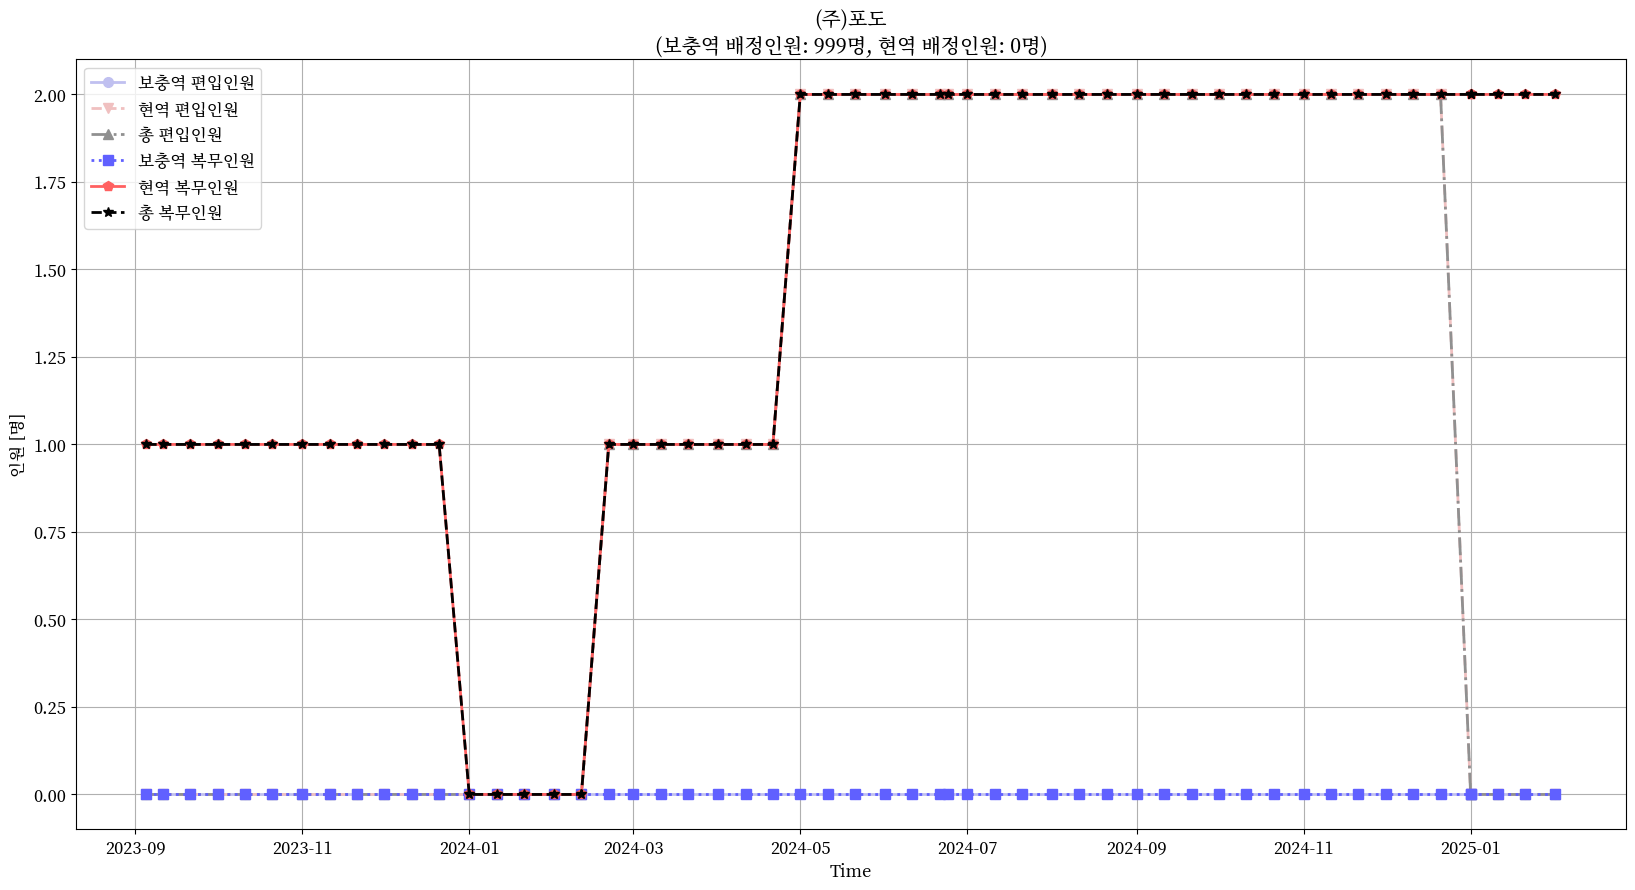 (주)포도
(보충역 배정인원: 999명, 현역 배정인원: 0명)
보충역 편입인원
현역 편입인원
총 편입인원
보충역 복무인원
현역 복무인원
총 복무인원
인원 [명]
2.00
1.75
1.50
1.25
1.00
0.75
0.50
0.25
0.00
2023-09 2023-11 2024-01 2024-03 2024-05 2024-07 2024-09 2024-11 2025-01
Time